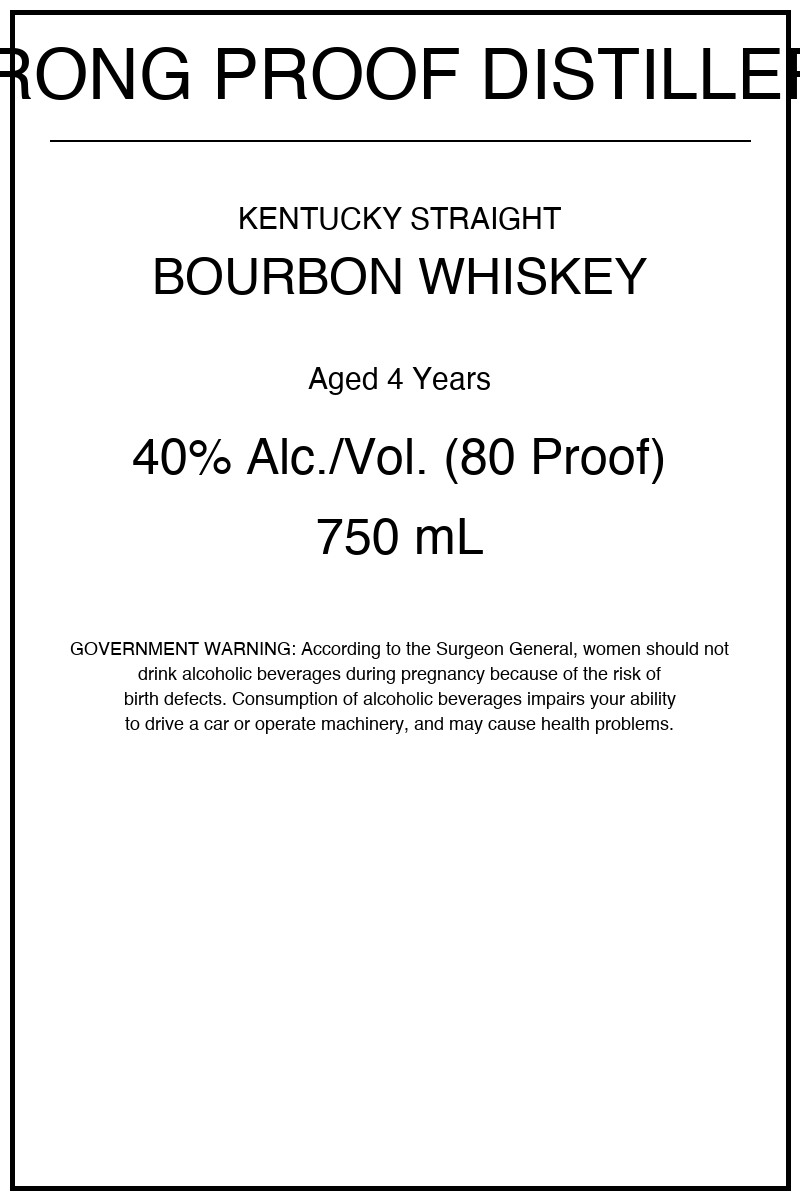 RONG PROOF DISTILLER
KENTUCKY STRAIGHT
BOURBON WHISKEY
Aged 4 Years
40% Alc./Vol. (80 Proof)
750 mL
GOVERNMENT WARNING: According to the Surgeon General, women should not
drink alcoholic beverages during pregnancy because of the risk of
birth defects. Consumption of alcoholic beverages impairs your ability
to drive a car or operate machinery, and may cause health problems.